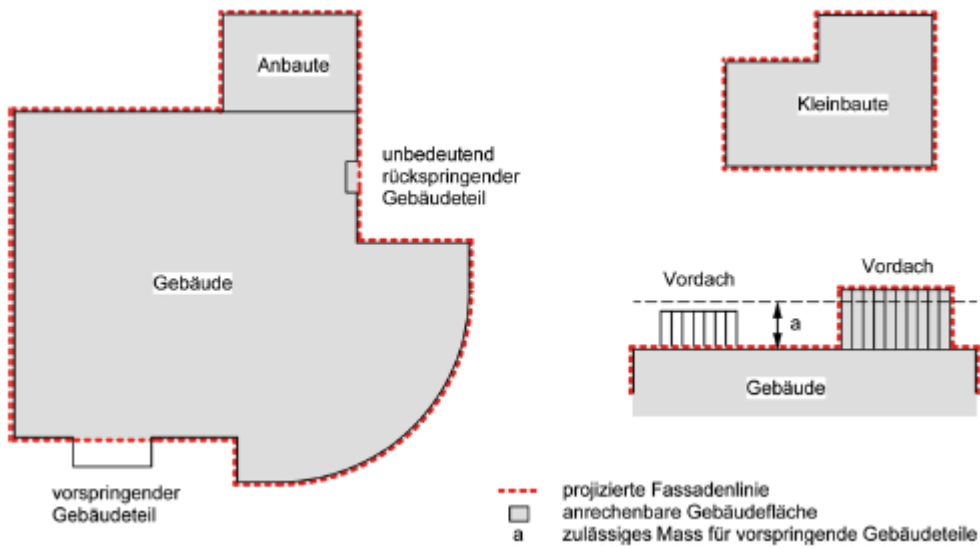 Anbaute
Kleinbaute
unbedeutend
rückspringender
Gebäudeteil
Gebäude
Vordach
Vordach
a
Gebäude
vorspringender
Gebäudeteil
projizierte Fassadenlinie
anrechenbare Gebäudefläche
a zulässiges Mass für vorspringende Gebäudeteile